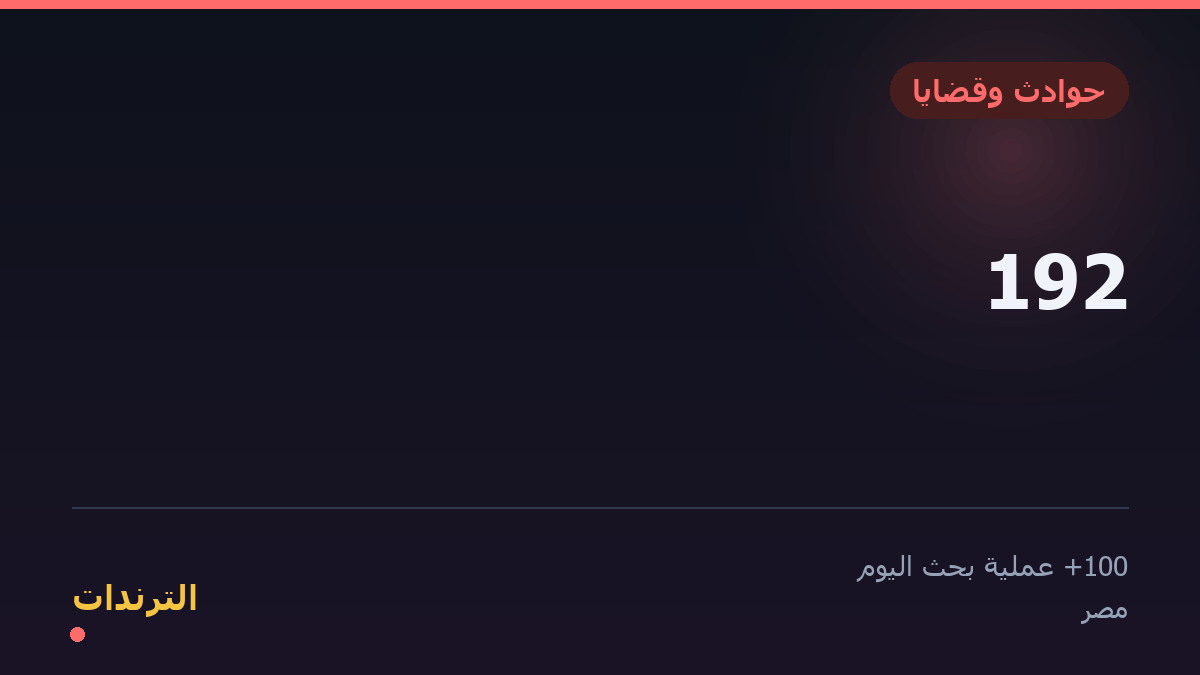 حوادث وقضايا
192
100+ عملية بحث اليوم
مصر
الترندات